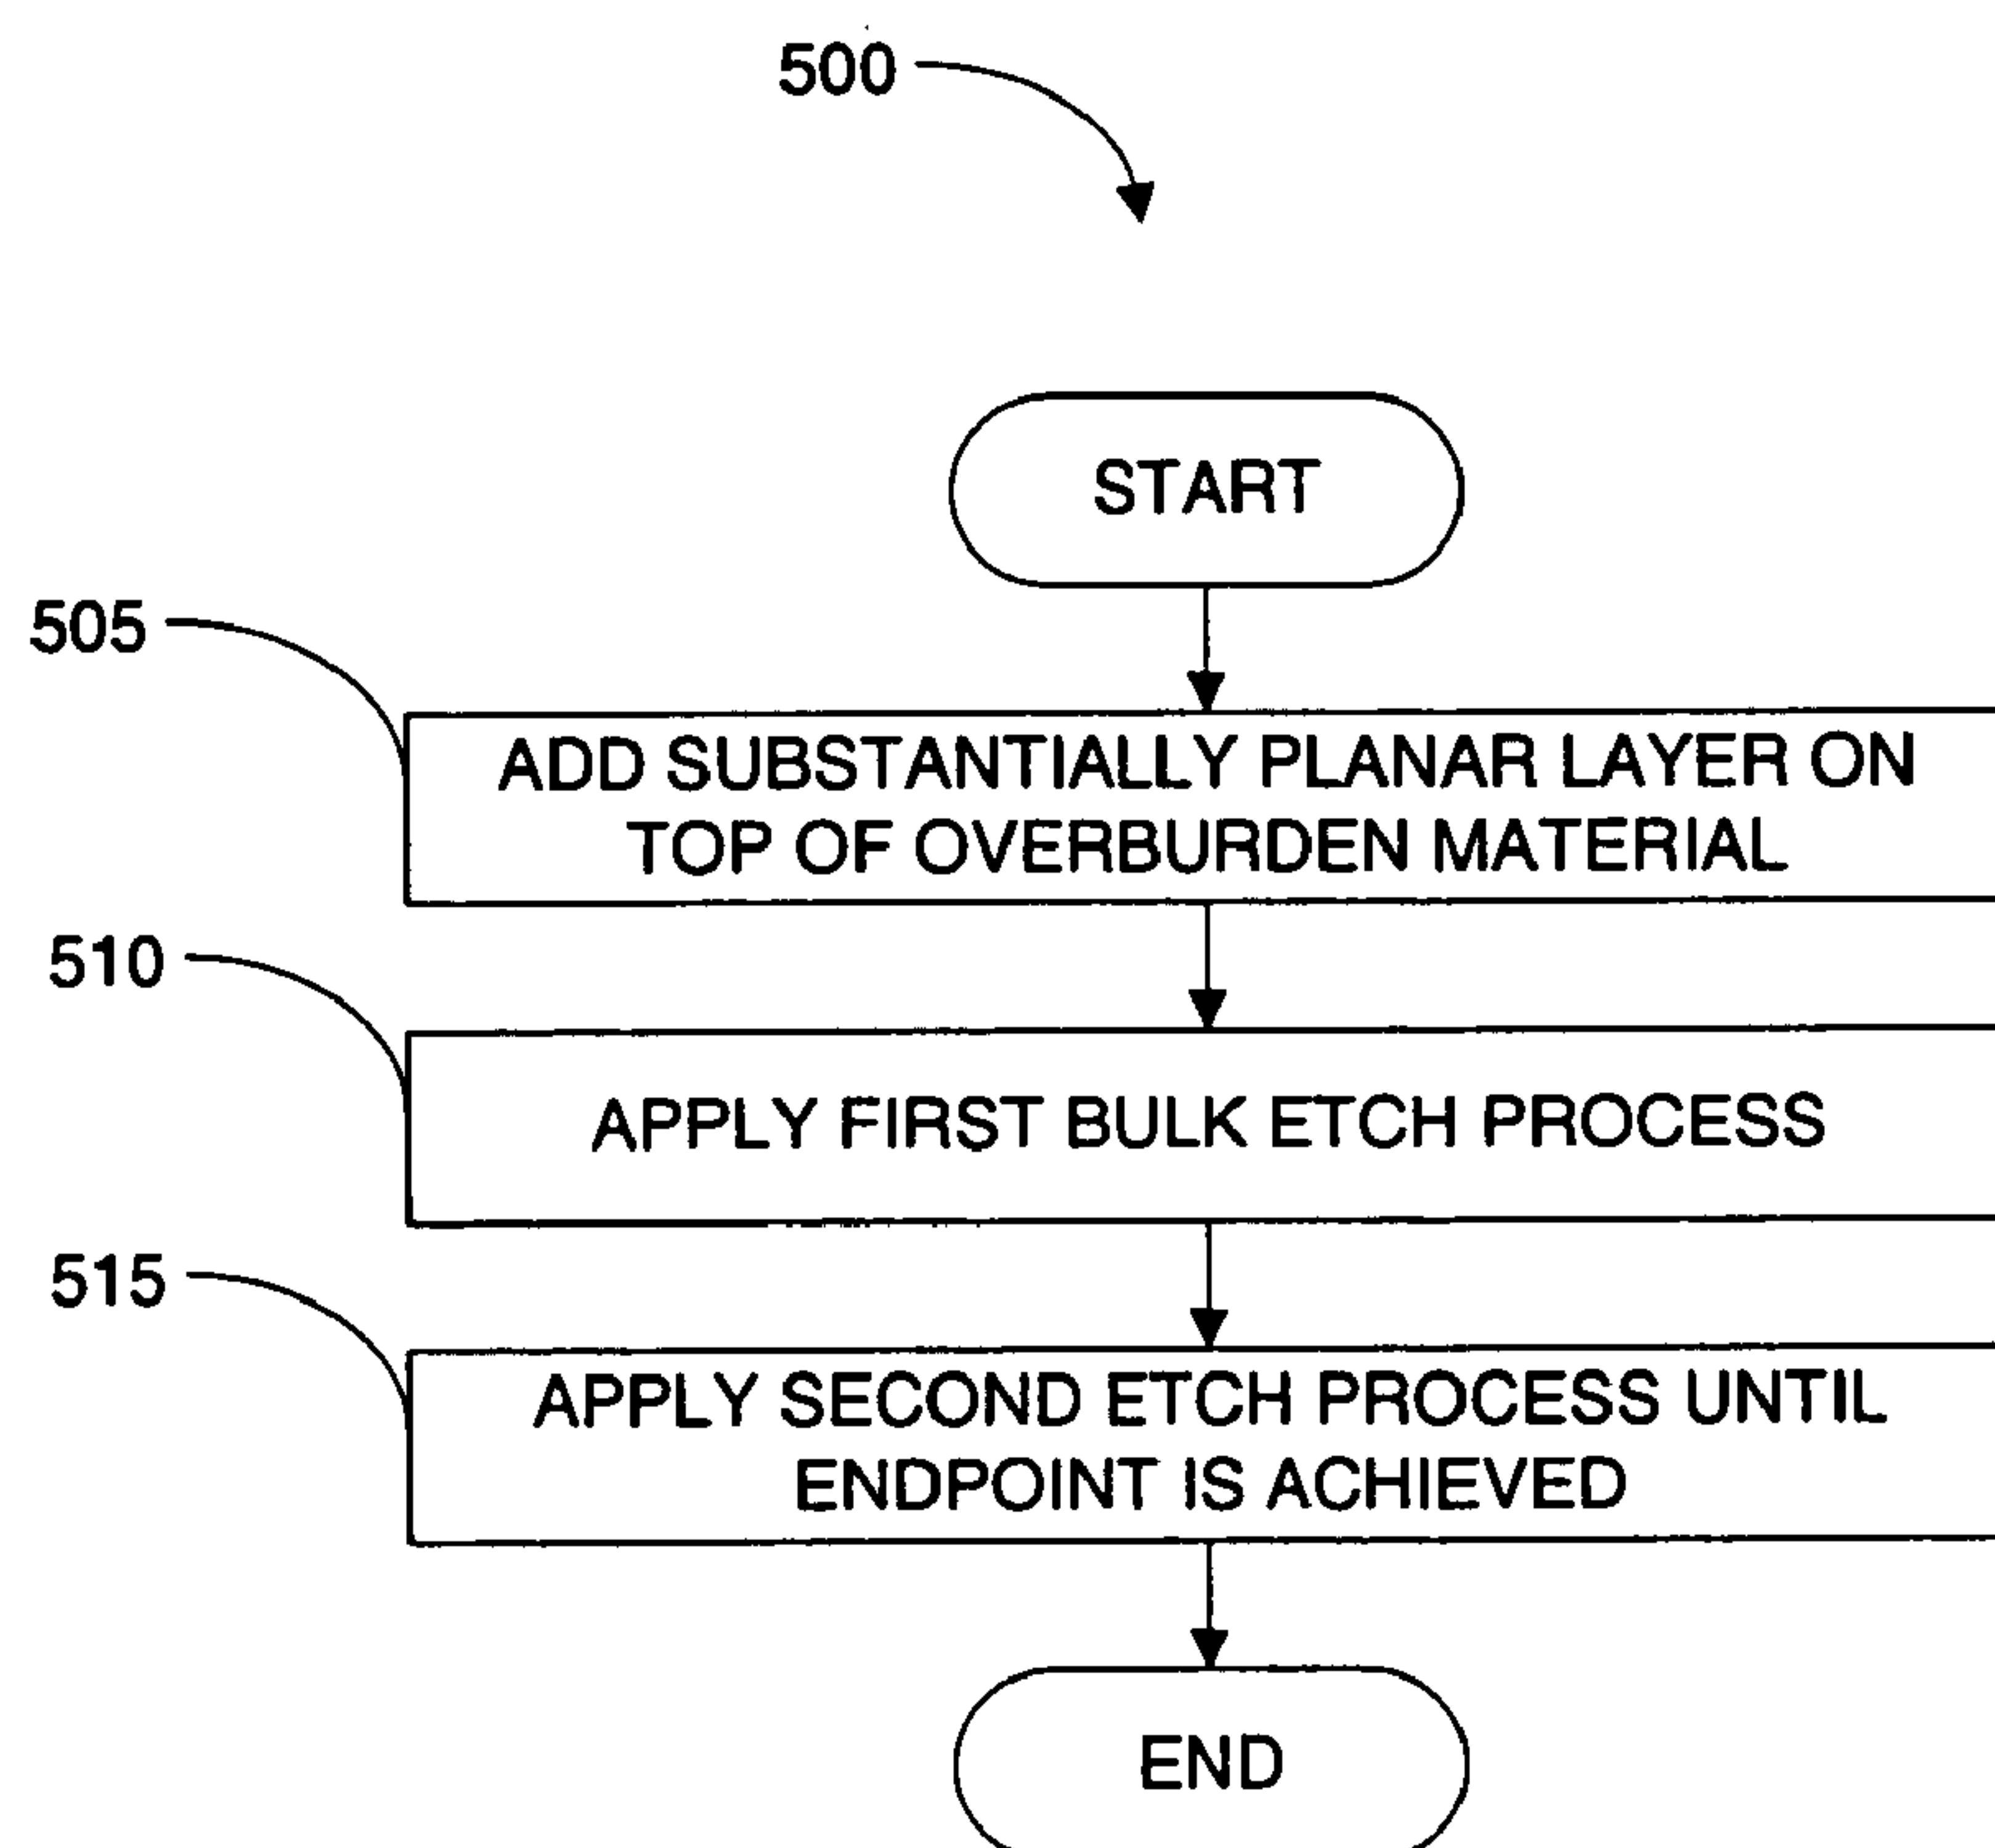 500
START
505
ADD SUBSTANTIALLY PLANAR LAYER ON
TOP OF OVERBURDEN MATERIAL
510
APPLY FIRST BULK ETCH PROCESS
515
APPLY SECOND ETCH PROCESS UNTIL
ENDPOINT IS ACHIEVED
END